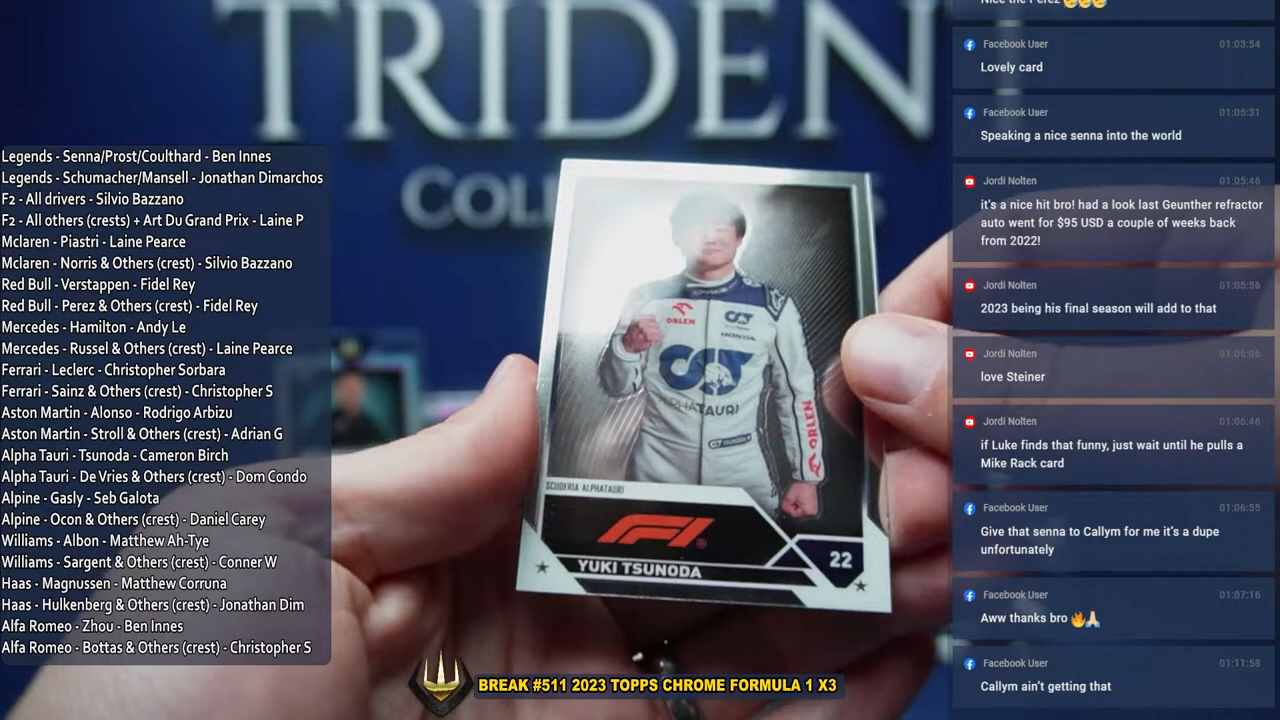 TRIDEN
COLL
Legends - Senna/Prost/Coulthard - Ben Innes
Legends - Schumacher/Mansell - Jonathan Dimarchos
F2 - All drivers - Silvio Bazzano
F2 - All others (crests) + Art Du Grand Prix - Laine P
Mclaren - Piastri - Laine Pearce
Mclaren - Norris & Others (crest) - Silvio Bazzano
Red Bull - Verstappen - Fidel Rey
Red Bull - Perez & Others (crest) - Fidel Rey
Mercedes - Hamilton - Andy Le
Mercedes - Russel & Others (crest) - Laine Pearce
Ferrari - Leclerc - Christopher Sorbara
Ferrari - Sainz & Others (crest) - Christopher S
Aston Martin - Alonso - Rodrigo Arbizu
Aston Martin - Stroll & Others (crest) - Adrian G
Alpha Tauri - Tsunoda - Cameron Birch
Alpha Tauri - De Vries & Others (crest) - Dom Condo
Alpine - Gasly - Seb Galota
Alpine - Ocon & Others (crest) - Daniel Carey
Williams - Albon - Matthew Ah-Tye
Williams - Sargent & Others (crest) - Conner W
Haas - Magnussen - Matthew Corruna
Haas - Hulkenberg & Others (crest) - Jonathan Dim
Alfa Romeo - Zhou - Ben Innes
Alfa Romeo - Bottas & Others (crest) - Christopher S
ORLEN
HONDA
ALPHATAURI
ORLEN
SCUDERIA ALPHATAURI
F1
YUKI TSUNODA
22
BREAK #511 2023 TOPPS CHROME FORMULA 1 X3
Nice the Perez 🤣🤣🤣
Facebook User 01:03:54
Lovely card
Facebook User 01:05:31
Speaking a nice senna into the world
Jordi Nolten 01:05:46
it's a nice hit bro! had a look last Geunther refractor
auto went for $95 USD a couple of weeks back
from 2022!
Jordi Nolten 01:05:56
2023 being his final season will add to that
Jordi Nolten 01:06:06
love Steiner
Jordi Nolten 01:06:46
if Luke finds that funny, just wait until he pulls a
Mike Rack card
Facebook User 01:06:55
Give that senna to Callym for me it's a dupe
unfortunately
Facebook User 01:07:16
Aww thanks bro 🔥🙏🏻
Facebook User 01:11:58
Callym ain't getting that